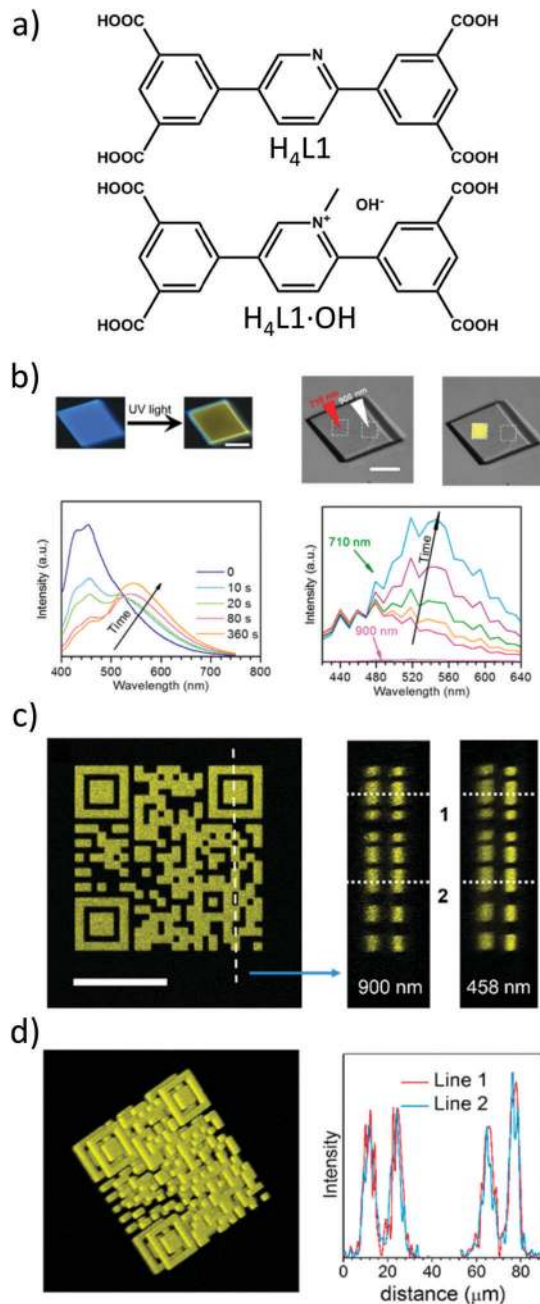 a)
HOOC N COOH
HOOC COOH
H₄L1
HOOC COOH
N⁺ OH⁻
HOOC COOH
H₄L1·OH
b)
UV light
710 nm 900 nm
Intensity (a.u.)
0
10 s
20 s
80 s
360 s
Time
400 500 600 700 800
Wavelength (nm)
Intensity (a.u.)
710 nm
Time
900 nm
440 480 520 560 600 640
Wavelength (nm)
c)
1
2
900 nm 458 nm
d)
Intensity
Line 1
Line 2
0 20 40 60 80
distance (μm)